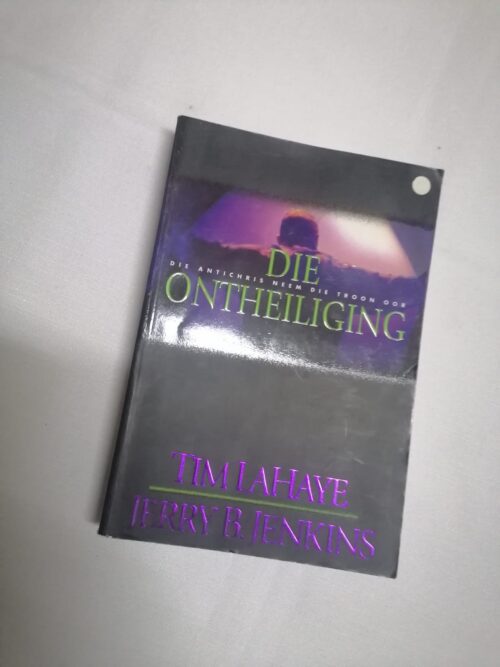 DIE
DIE ANTICHRIS NEEM DIE TROON OOR
ONTHEILIGING
TIM LAHAYE
JERRY B. JENKINS